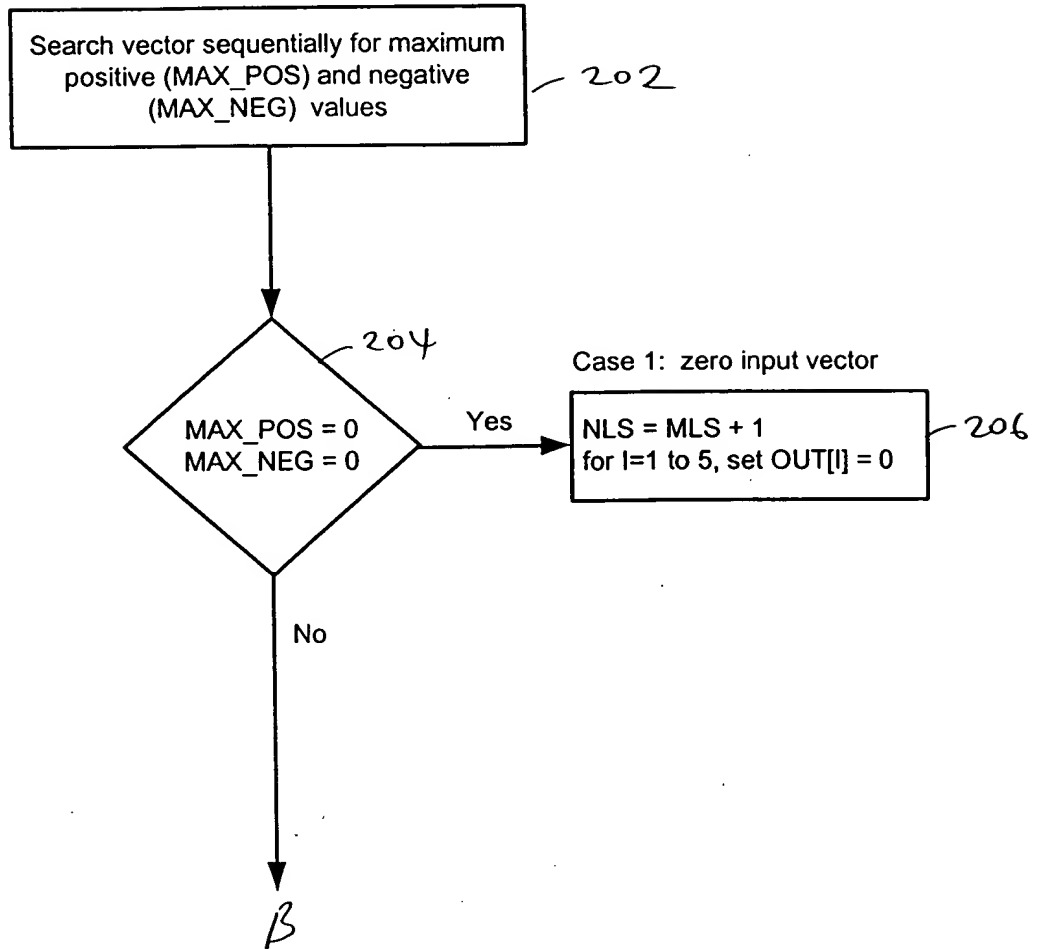 Search vector sequentially for maximum
positive (MAX_POS) and negative
(MAX_NEG) values
202
204
Case 1: zero input vector
MAX_POS = 0
MAX_NEG = 0
Yes
NLS = MLS + 1
for I=1 to 5, set OUT[I] = 0
206
No
β